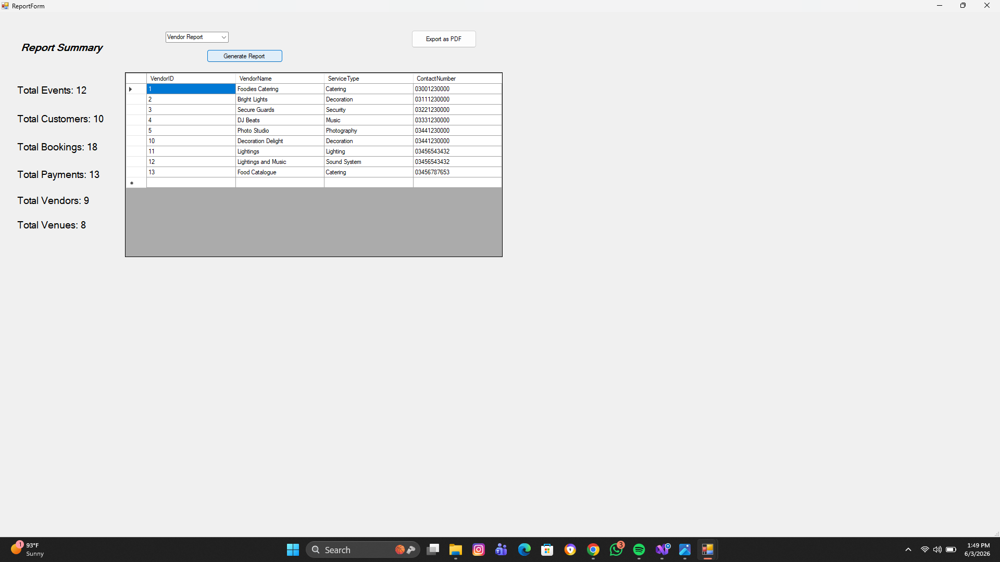 ReportForm
Vendor Report
Export as PDF
Report Summary
Generate Report
VendorID VendorName ServiceType ContactNumber
1 Foodies Catering Catering 03001230000
2 Bright Lights Decoration 03111230000
3 Secure Guards Security 03221230000
4 DJ Beats Music 03331230000
5 Photo Studio Photography 03441230000
10 Decoration Delight Decoration 03441230000
11 Lightings Lighting 03456543432
12 Lightings and Music Sound System 03456543432
13 Food Catalogue Catering 03456787653
Total Events: 12
Total Customers: 10
Total Bookings: 18
Total Payments: 13
Total Vendors: 9
Total Venues: 8
1
93°F
Sunny
Search
3
1:49 PM
6/3/2026